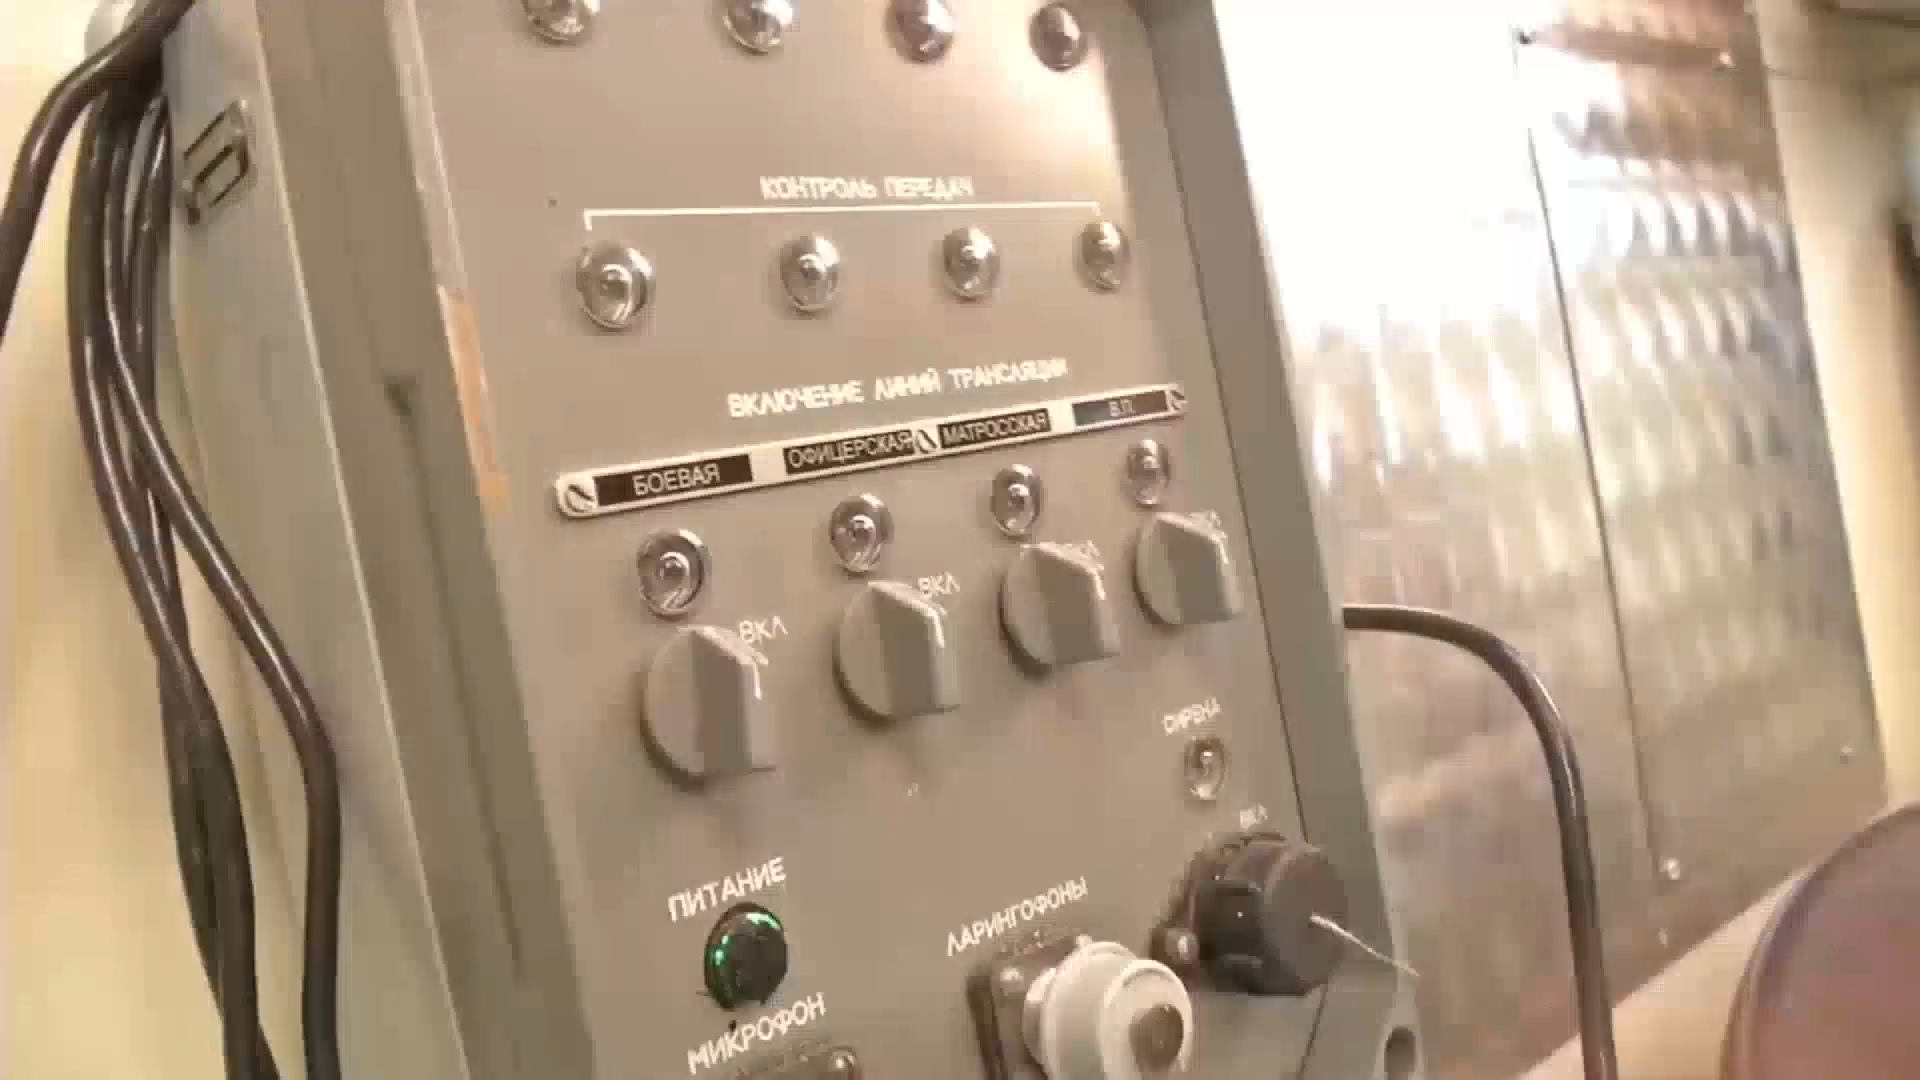 КОНТРОЛЬ ПЕРЕДАЧ
ВКЛЮЧЕНИЕ ЛИНИЙ ТРАНСЛЯЦИИ
БОЕВАЯ ОФИЦЕРСКАЯ МАТРОССКАЯ В.П.
ВКЛ ВКЛ
СИРЕНА
ВКЛ
ПИТАНИЕ
ЛАРИНГОФОНЫ
МИКРОФОН